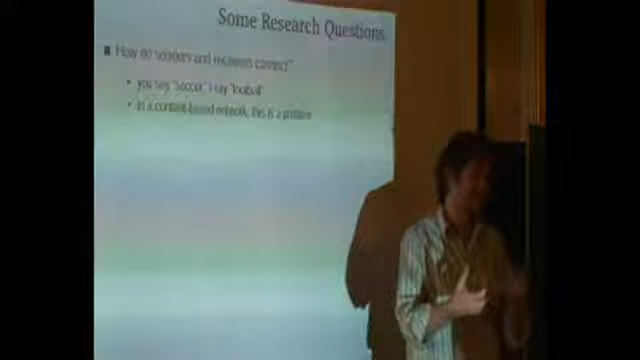 Some Research Questions
How do senders and receivers connect?
you say "soccer," I say "football"
in a content-based network, this is a problem